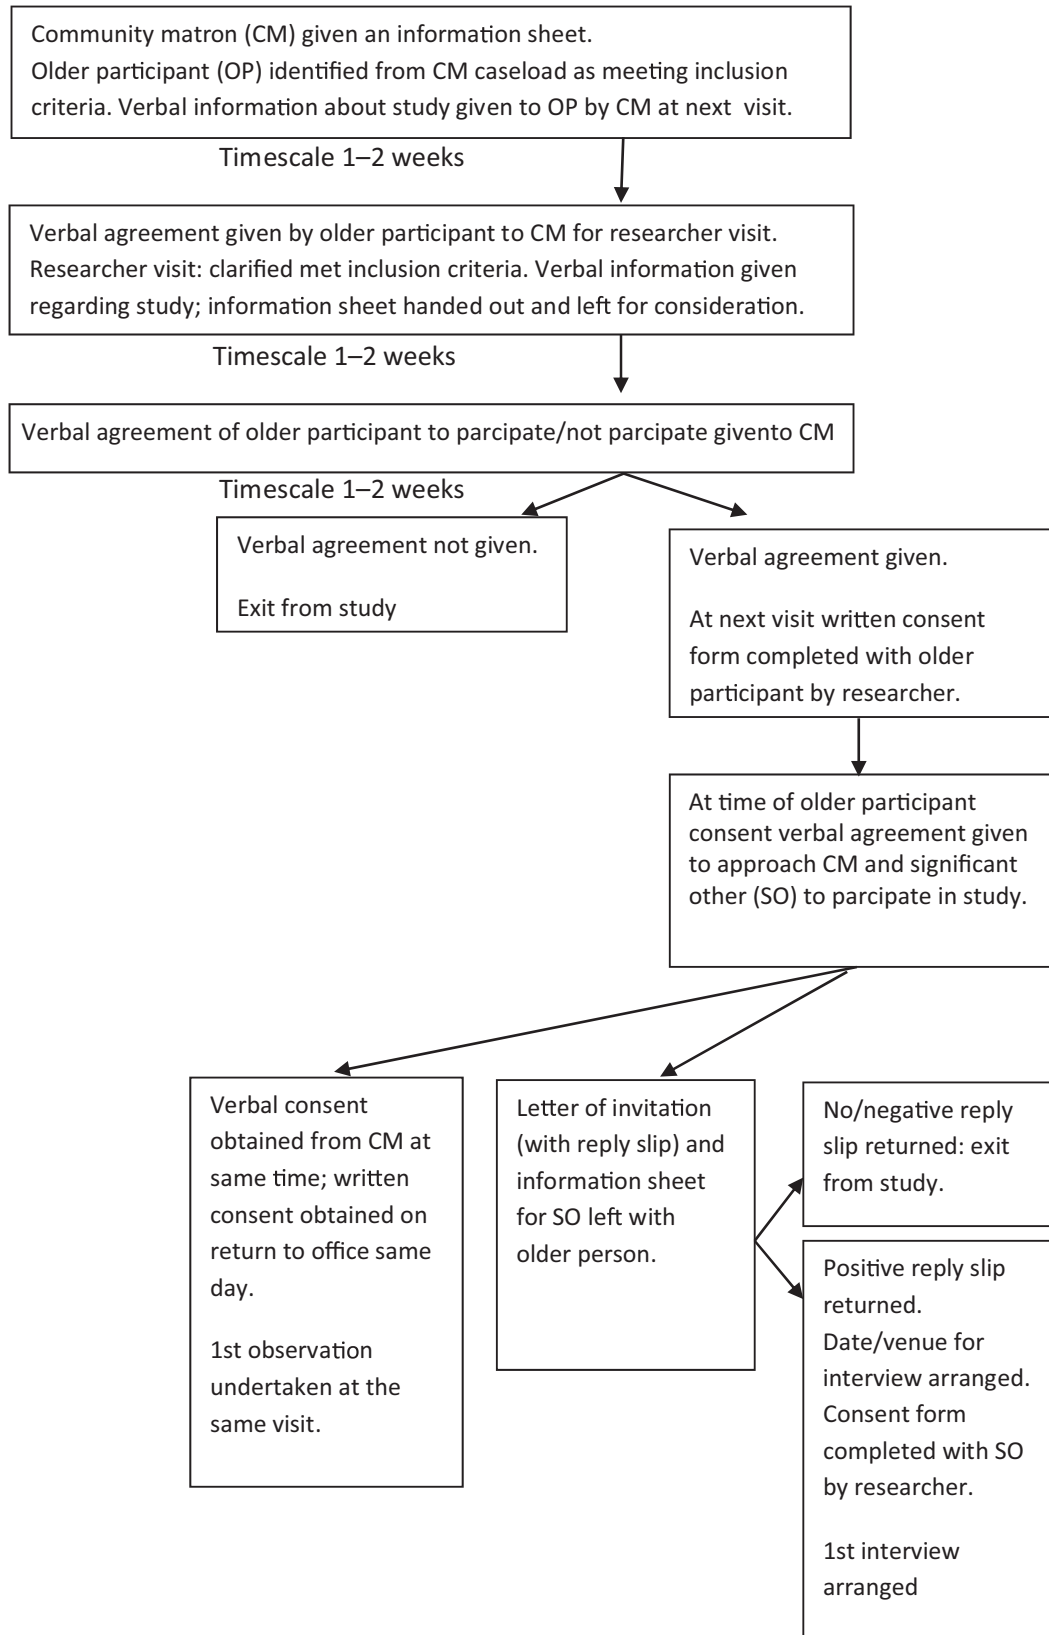 Community matron (CM) given an information sheet.
Older participant (OP) identified from CM caseload as meeting inclusion
criteria. Verbal information about study given to OP by CM at next visit.
Timescale 1–2 weeks
Verbal agreement given by older participant to CM for researcher visit.
Researcher visit: clarified met inclusion criteria. Verbal information given
regarding study; information sheet handed out and left for consideration.
Timescale 1–2 weeks
Verbal agreement of older participant to parcipate/not parcipate givento CM
Timescale 1–2 weeks
Verbal agreement not given.
Exit from study
Verbal agreement given.
At next visit written consent
form completed with older
participant by researcher.
At time of older participant
consent verbal agreement given
to approach CM and significant
other (SO) to parcipate in study.
Verbal consent
obtained from CM at
same time; written
consent obtained on
return to office same
day.
1st observation
undertaken at the
same visit.
Letter of invitation
(with reply slip) and
information sheet
for SO left with
older person.
No/negative reply
slip returned: exit
from study.
Positive reply slip
returned.
Date/venue for
interview arranged.
Consent form
completed with SO
by researcher.
1st interview
arranged